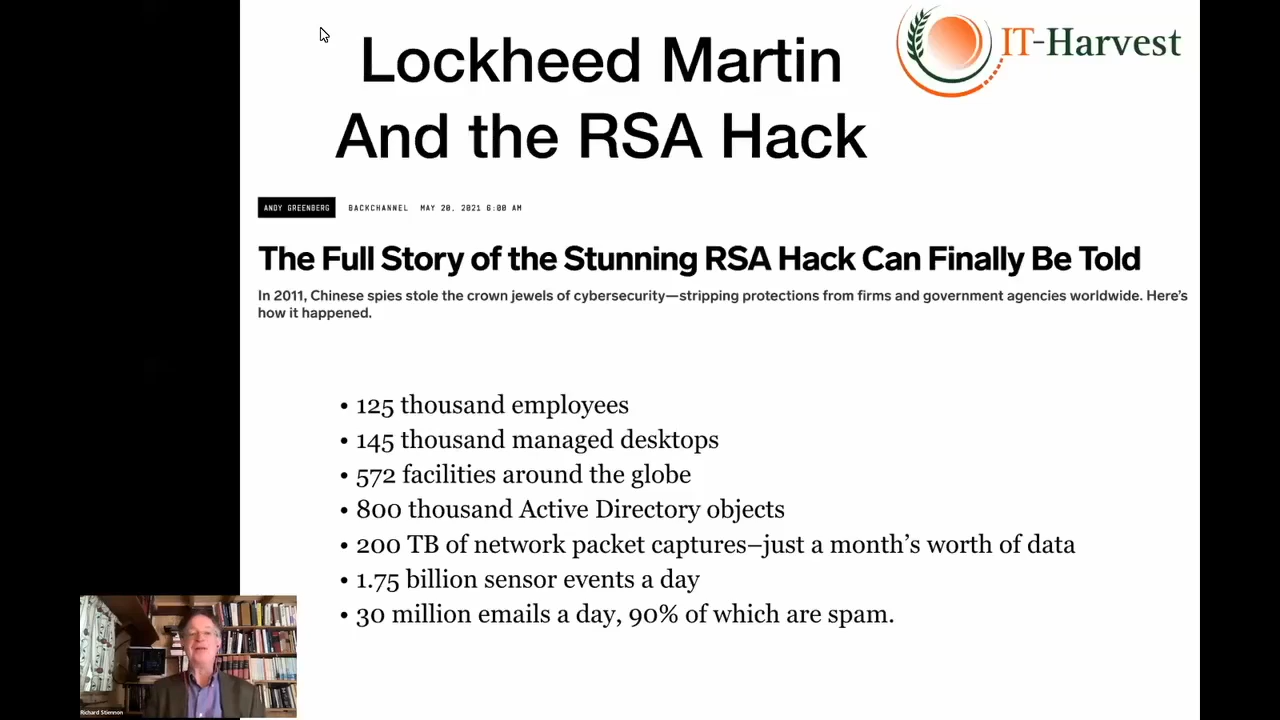 Lockheed Martin
And the RSA Hack
IT-Harvest
ANDY GREENBERG BACKCHANNEL MAY 20, 2021 6:00 AM
The Full Story of the Stunning RSA Hack Can Finally Be Told
In 2011, Chinese spies stole the crown jewels of cybersecurity—stripping protections from firms and government agencies worldwide. Here’s
how it happened.
• 125 thousand employees
• 145 thousand managed desktops
• 572 facilities around the globe
• 800 thousand Active Directory objects
• 200 TB of network packet captures–just a month’s worth of data
• 1.75 billion sensor events a day
• 30 million emails a day, 90% of which are spam.
Richard Stiennon